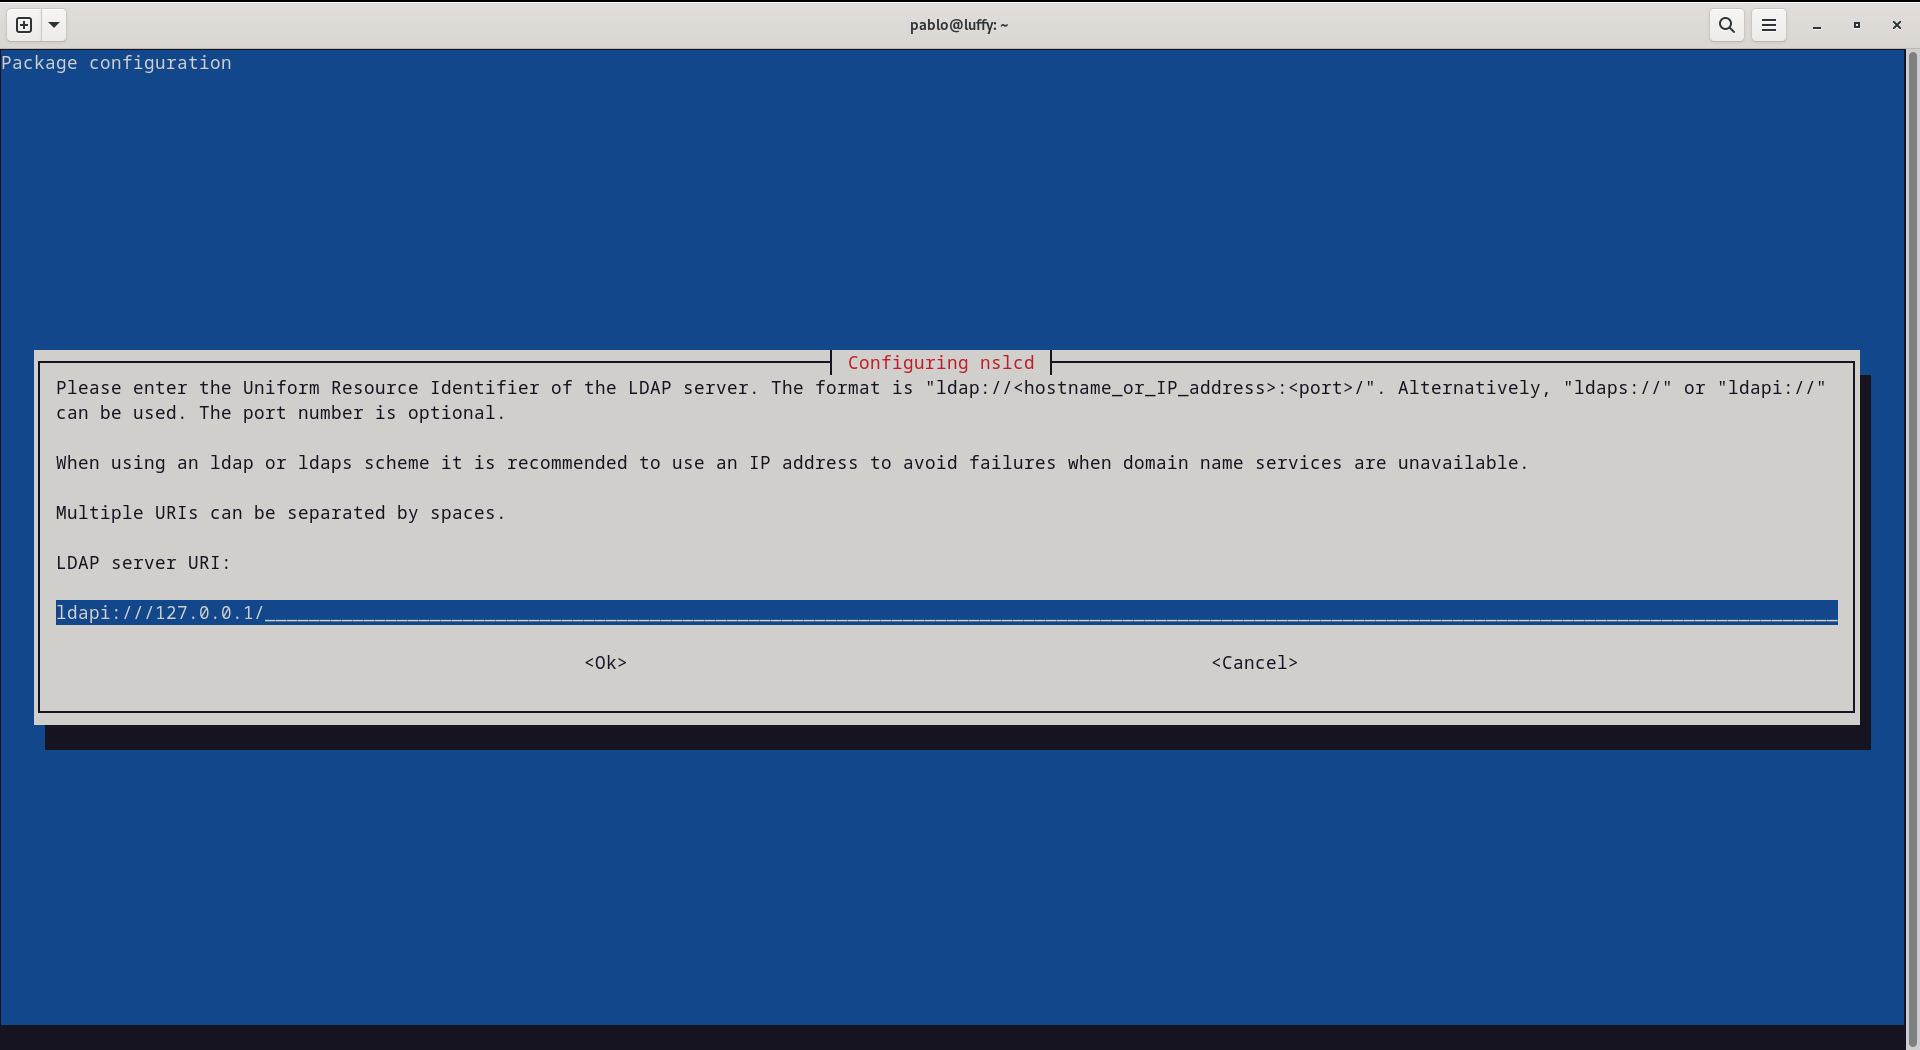 pablo@luffy: ~
Package configuration
Configuring nslcd
Please enter the Uniform Resource Identifier of the LDAP server. The format is "ldap://<hostname_or_IP_address>:<port>/". Alternatively, "ldaps://" or "ldapi://"
can be used. The port number is optional.
When using an ldap or ldaps scheme it is recommended to use an IP address to avoid failures when domain name services are unavailable.
Multiple URIs can be separated by spaces.
LDAP server URI:
ldapi:///127.0.0.1/
<Ok> <Cancel>